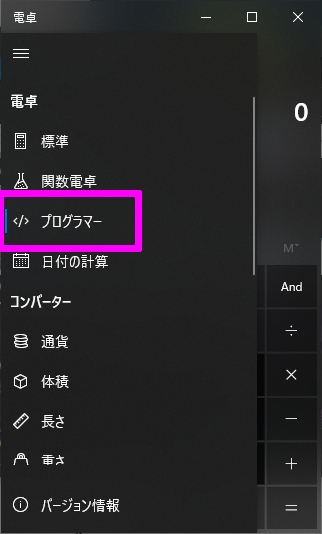 電卓
0
電卓
標準
関数電卓
</> プログラマー
日付の計算
M
And
コンバーター
通貨
÷
体積
×
長さ
−
重さ
+
バージョン情報
=